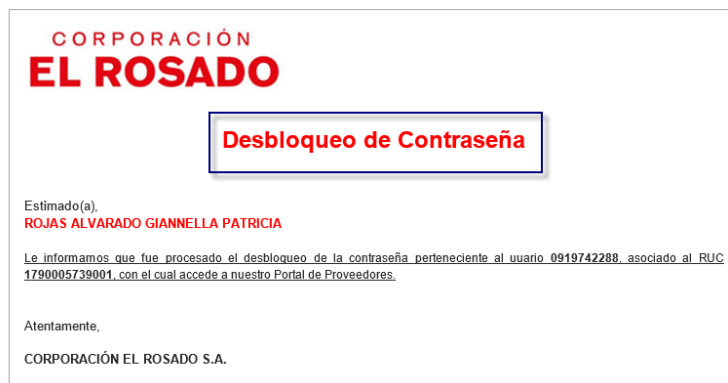 CORPORACIÓN
EL ROSADO
Desbloqueo de Contraseña
Estimado(a),
ROJAS ALVARADO GIANNELLA PATRICIA
Le informamos que fue procesado el desbloqueo de la contraseña perteneciente al uuario 0919742288, asociado al RUC
1790005739001, con el cual accede a nuestro Portal de Proveedores.
Atentamente,
CORPORACIÓN EL ROSADO S.A.